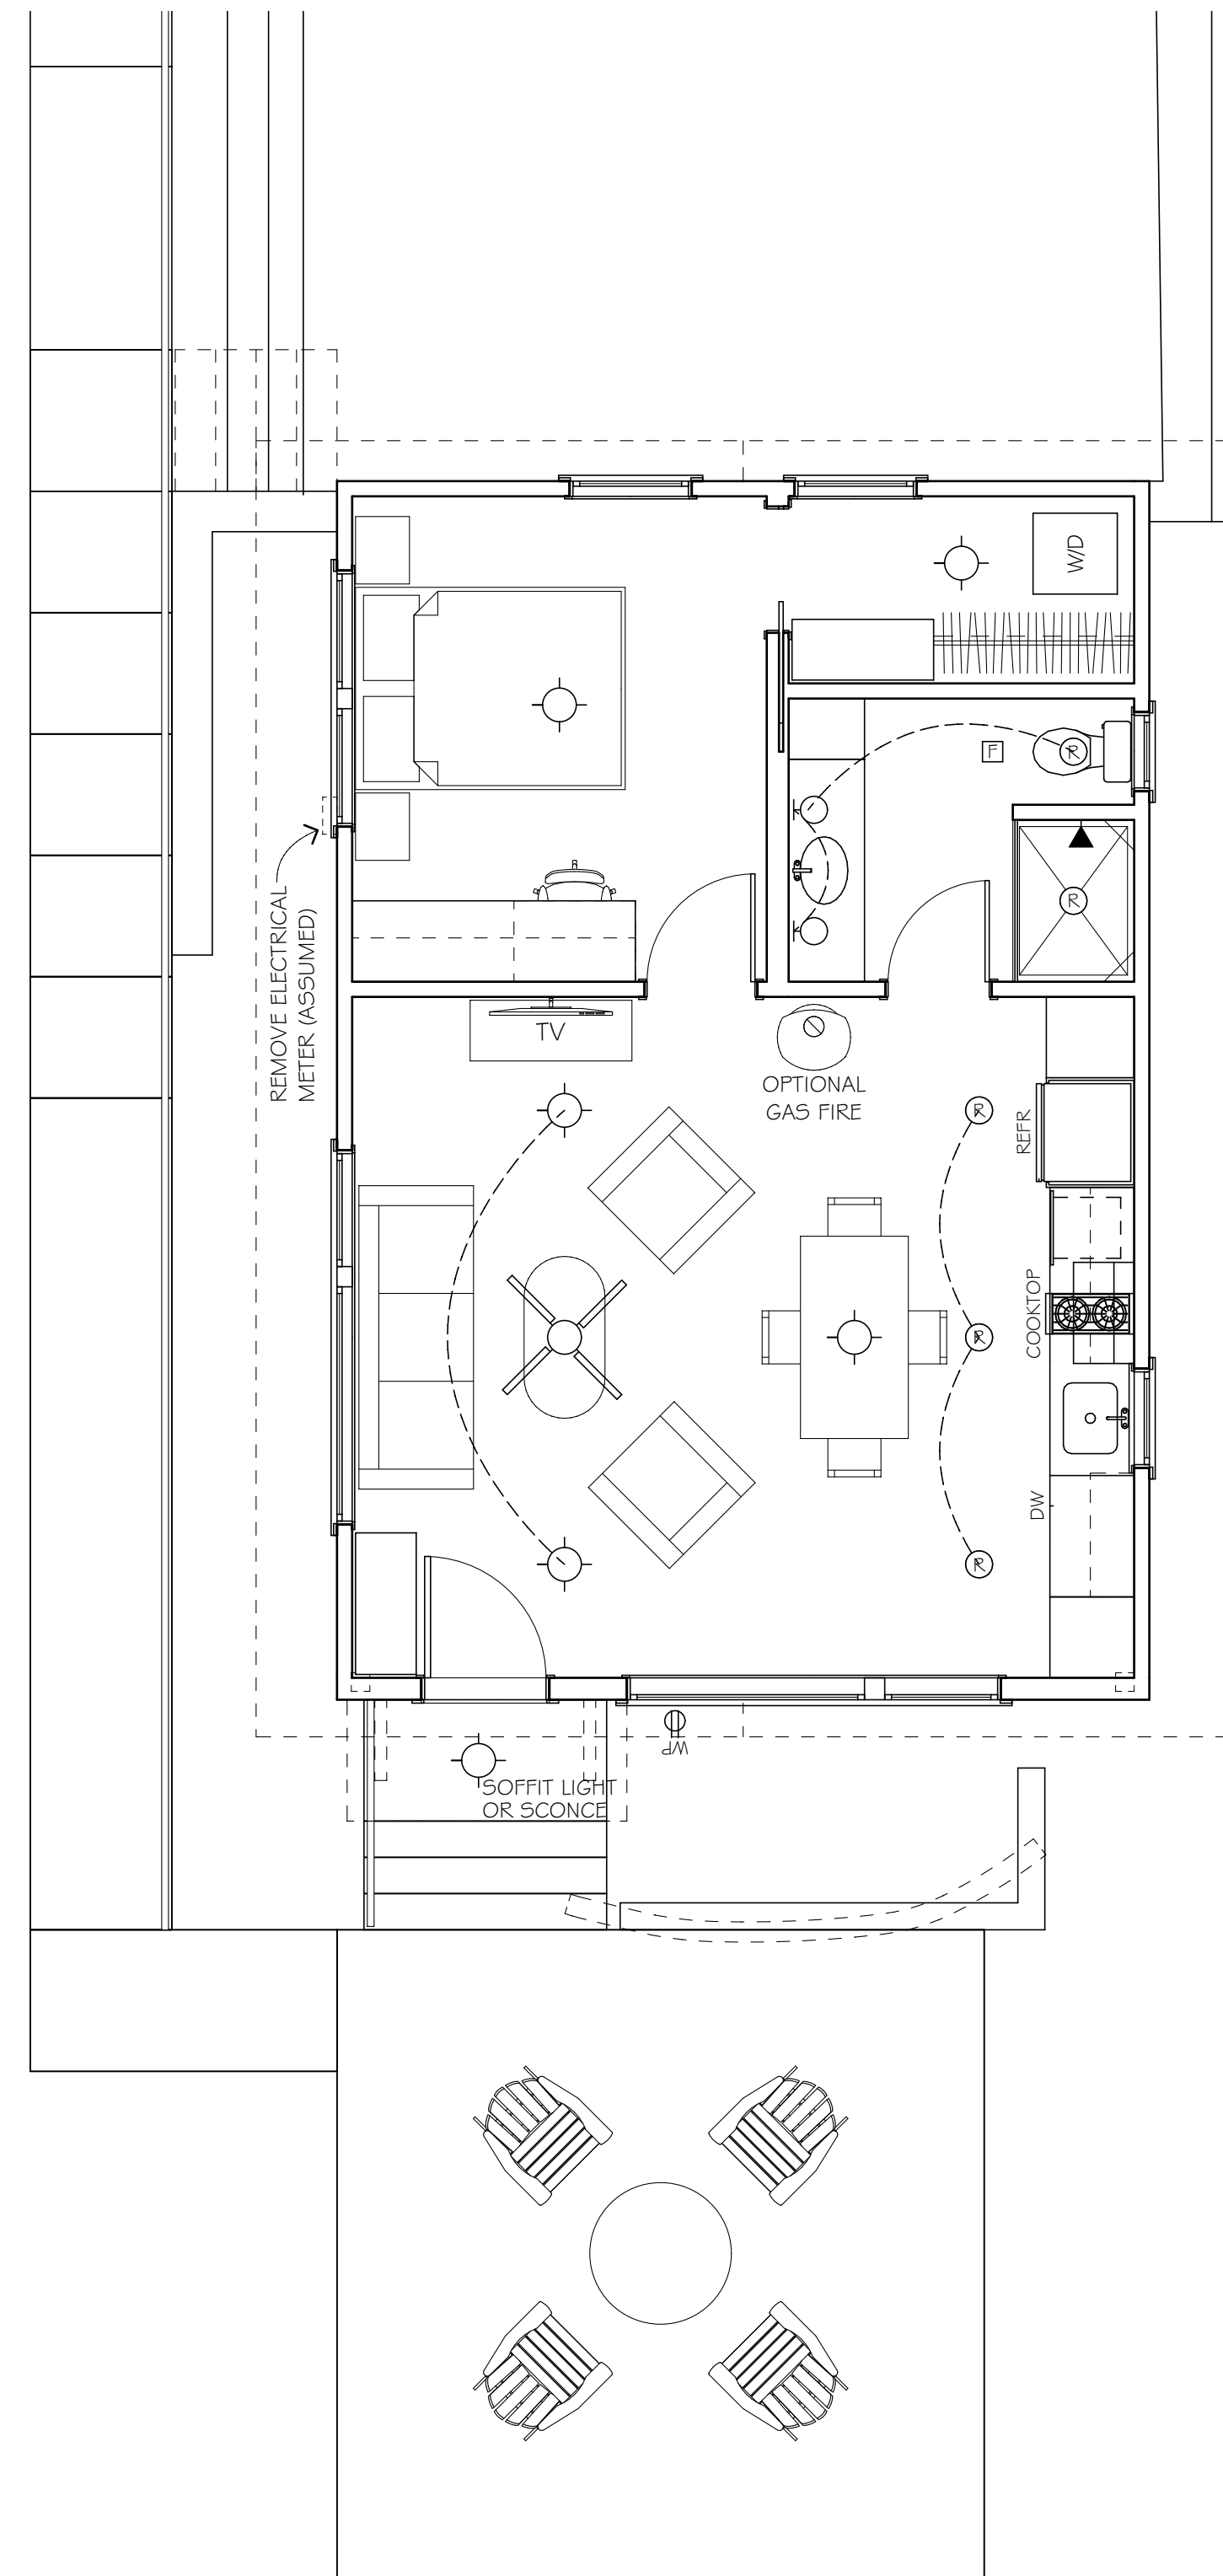 W/D
F
R
R
REMOVE ELECTRICAL
METER (ASSUMED)
TV
OPTIONAL
GAS FIRE
R
REFR
COOKTOP
R
DW
R
WP
SOFFIT LIGHT
OR SCONCE